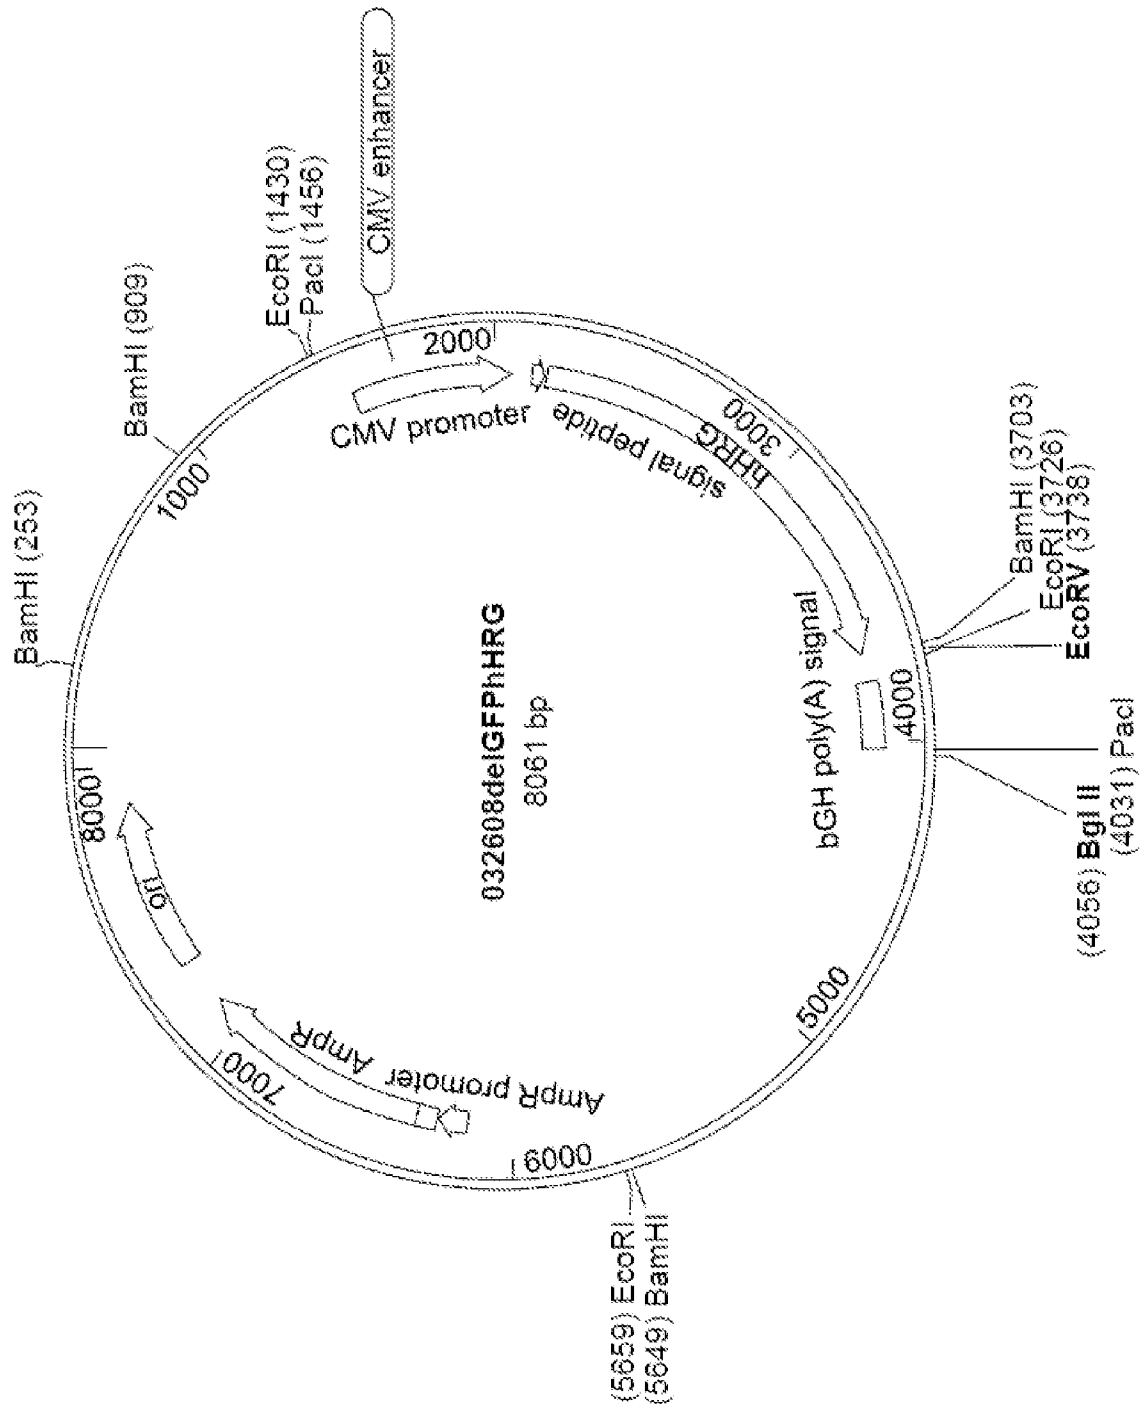 BamHI (253)
BamHI (909)
EcoRI (1430)
PacI (1456)
CMV enhancer
1000
2000
CMV promoter
signal peptide
hHRG
3000
BamHI (3703)
EcoRI (3726)
EcoRV (3738)
bGH poly(A) signal
4000
(4031) PacI
(4056) Bgl II
032608delGFPhHRG
8061 bp
5000
(5649) BamHI
(5659) EcoRI
6000
AmpR promoter
AmpR
7000
ori
8000